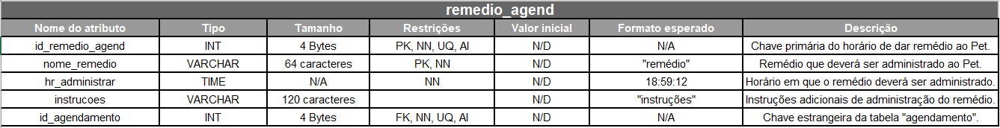 remedio_agend
Nome do atributo Tipo Tamanho Restrições Valor inicial Formato esperado Descrição
id_remedio_agend INT 4 Bytes PK, NN, UQ, AI N/D N/A Chave primária do horário de dar remédio ao Pet.
nome_remedio VARCHAR 64 caracteres PK, NN N/D "remédio" Remédio que deverá ser administrado ao Pet.
hr_administrar TIME N/A NN N/D 18:59:12 Horário em que o remédio deverá ser administrado.
instrucoes VARCHAR 120 caracteres N/D "instruções" Instruções adicionais de administração do remédio.
id_agendamento INT 4 Bytes FK, NN, UQ, AI N/D N/A Chave estrangeira da tabela "agendamento".